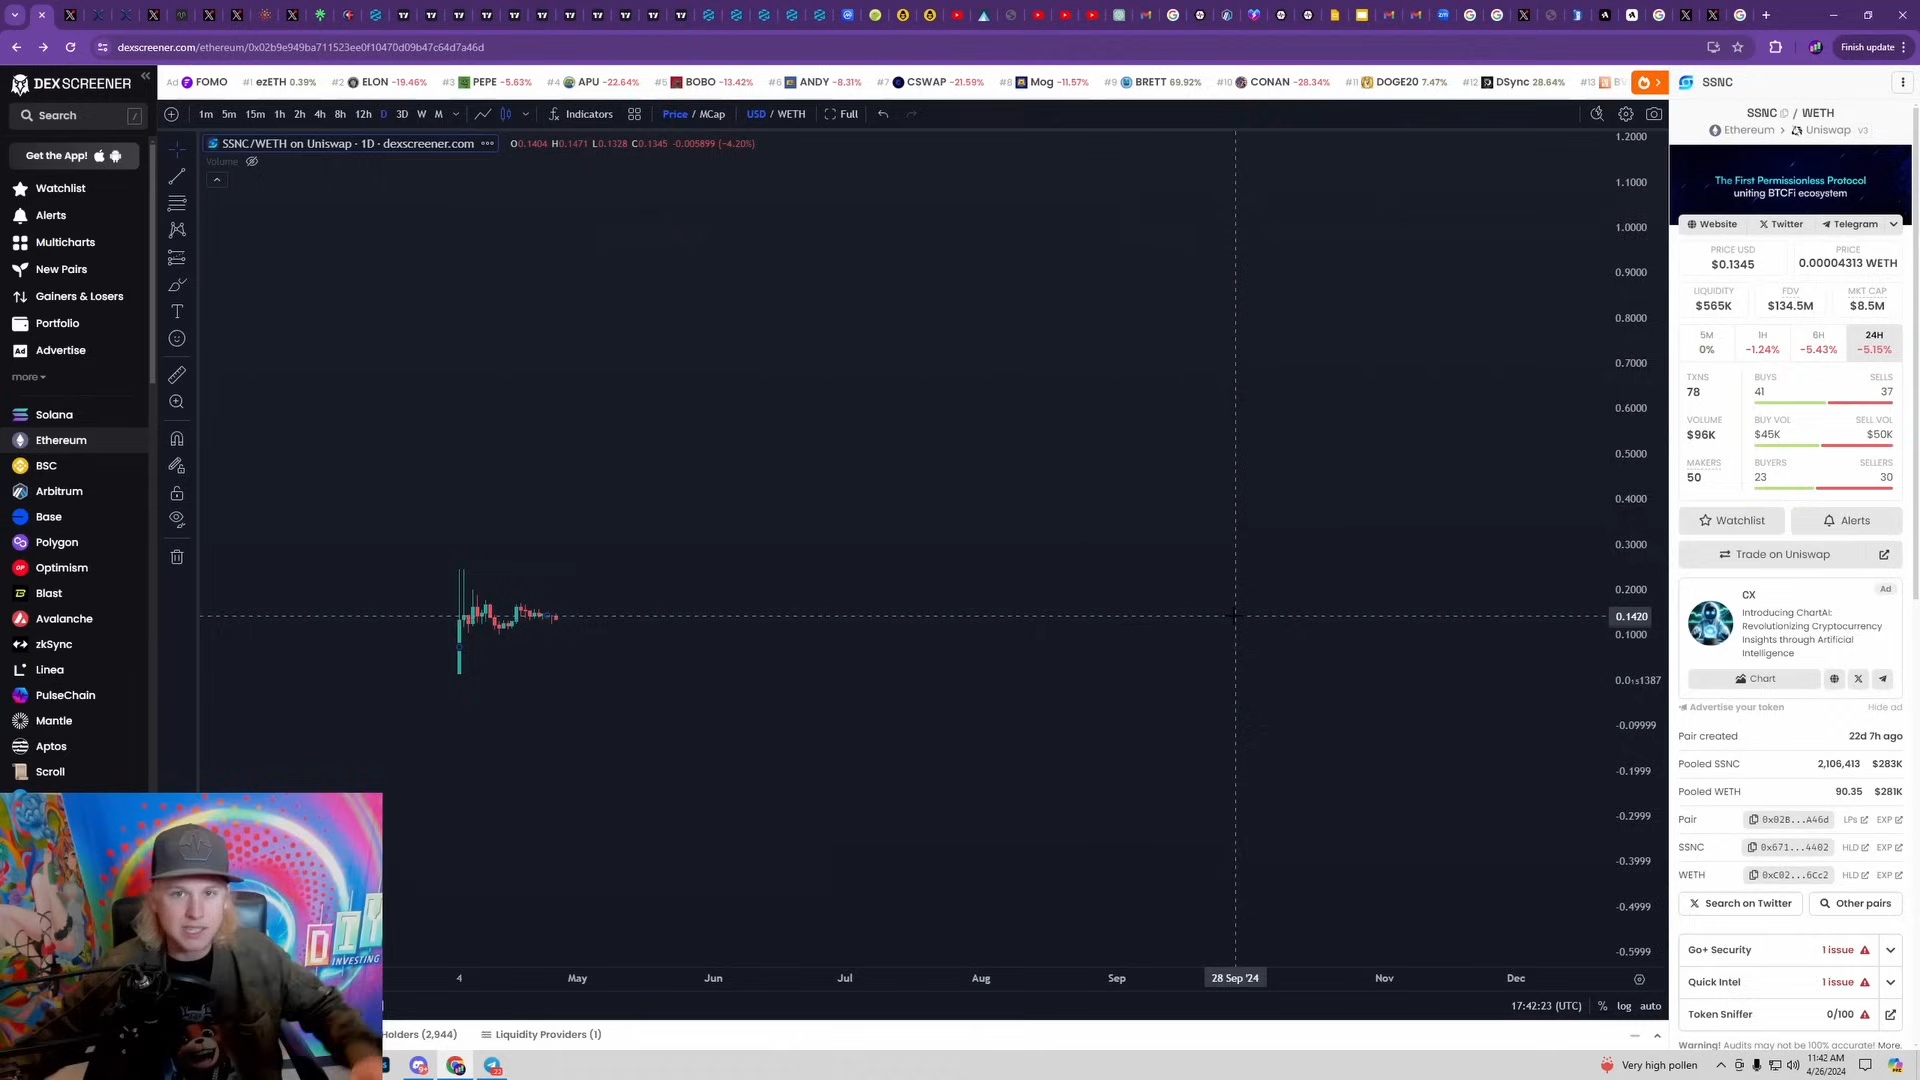 dexscreener.com/ethereum/0x02b9e949ba711523ee0f10470d09b47c64d7a46d
Finish update
DEXSCREENER
Search /
Get the App!
Watchlist
Alerts
Multicharts
New Pairs
Gainers & Losers
Portfolio
Ad Advertise
more
Solana
Ethereum
BSC
Arbitrum
Base
Polygon
Optimism
Blast
Avalanche
zkSync
Linea
PulseChain
Mantle
Aptos
Scroll
Ad FOMO #1 ezETH 0.39% #2 ELON -19.46% #3 PEPE -5.63% #4 APU -22.64% #5 BOBO -13.42% #6 ANDY -8.31% #7 CSWAP -21.59% #8 Mog -11.57% #9 BRETT 69.92% #10 CONAN -28.34% #11 DOGE20 7.47% #12 DSync 28.64% #13
1m 5m 15m 1h 2h 4h 8h 12h D 3D W M Indicators Price / MCap USD / WETH Full
SSNC/WETH on Uniswap · 1D · dexscreener.com O0.1404 H0.1471 L0.1328 C0.1345 -0.005899 (-4.20%)
Volume
1.2000
1.1000
1.0000
0.9000
0.8000
0.7000
0.6000
0.5000
0.4000
0.3000
0.2000
0.1420
0.1000
0.0₁₅1387
-0.09999
-0.1999
-0.2999
-0.3999
-0.4999
-0.5999
4 May Jun Jul Aug Sep 28 Sep '24 Nov Dec
17:42:23 (UTC) % log auto
Holders (2,944) Liquidity Providers (1)
DIY
INVESTING
SSNC
SSNC / WETH
Ethereum > Uniswap V3
The First Permissionless Protocol
uniting BTCFi ecosystem
Website Twitter Telegram
PRICE USD PRICE
$0.1345 0.00004313 WETH
LIQUIDITY FDV MKT CAP
$565K $134.5M $8.5M
5M 1H 6H 24H
0% -1.24% -5.43% -5.15%
TXNS BUYS SELLS
78 41 37
VOLUME BUY VOL SELL VOL
$96K $45K $50K
MAKERS BUYERS SELLERS
50 23 30
Watchlist Alerts
Trade on Uniswap
CX Ad
Introducing ChartAI:
Revolutionizing Cryptocurrency
Insights through Artificial
Intelligence
Chart
Advertise your token Hide ad
Pair created 22d 7h ago
Pooled SSNC 2,106,413 $283K
Pooled WETH 90.35 $281K
Pair 0x02B...A46d LPs EXP
SSNC 0x671...4402 HLD EXP
WETH 0xC02...6Cc2 HLD EXP
Search on Twitter Other pairs
Go+ Security 1 issue
Quick Intel 1 issue
Token Sniffer 0/100
Warning! Audits may not be 100% accurate! More.
Very high pollen
11:42 AM
4/26/2024